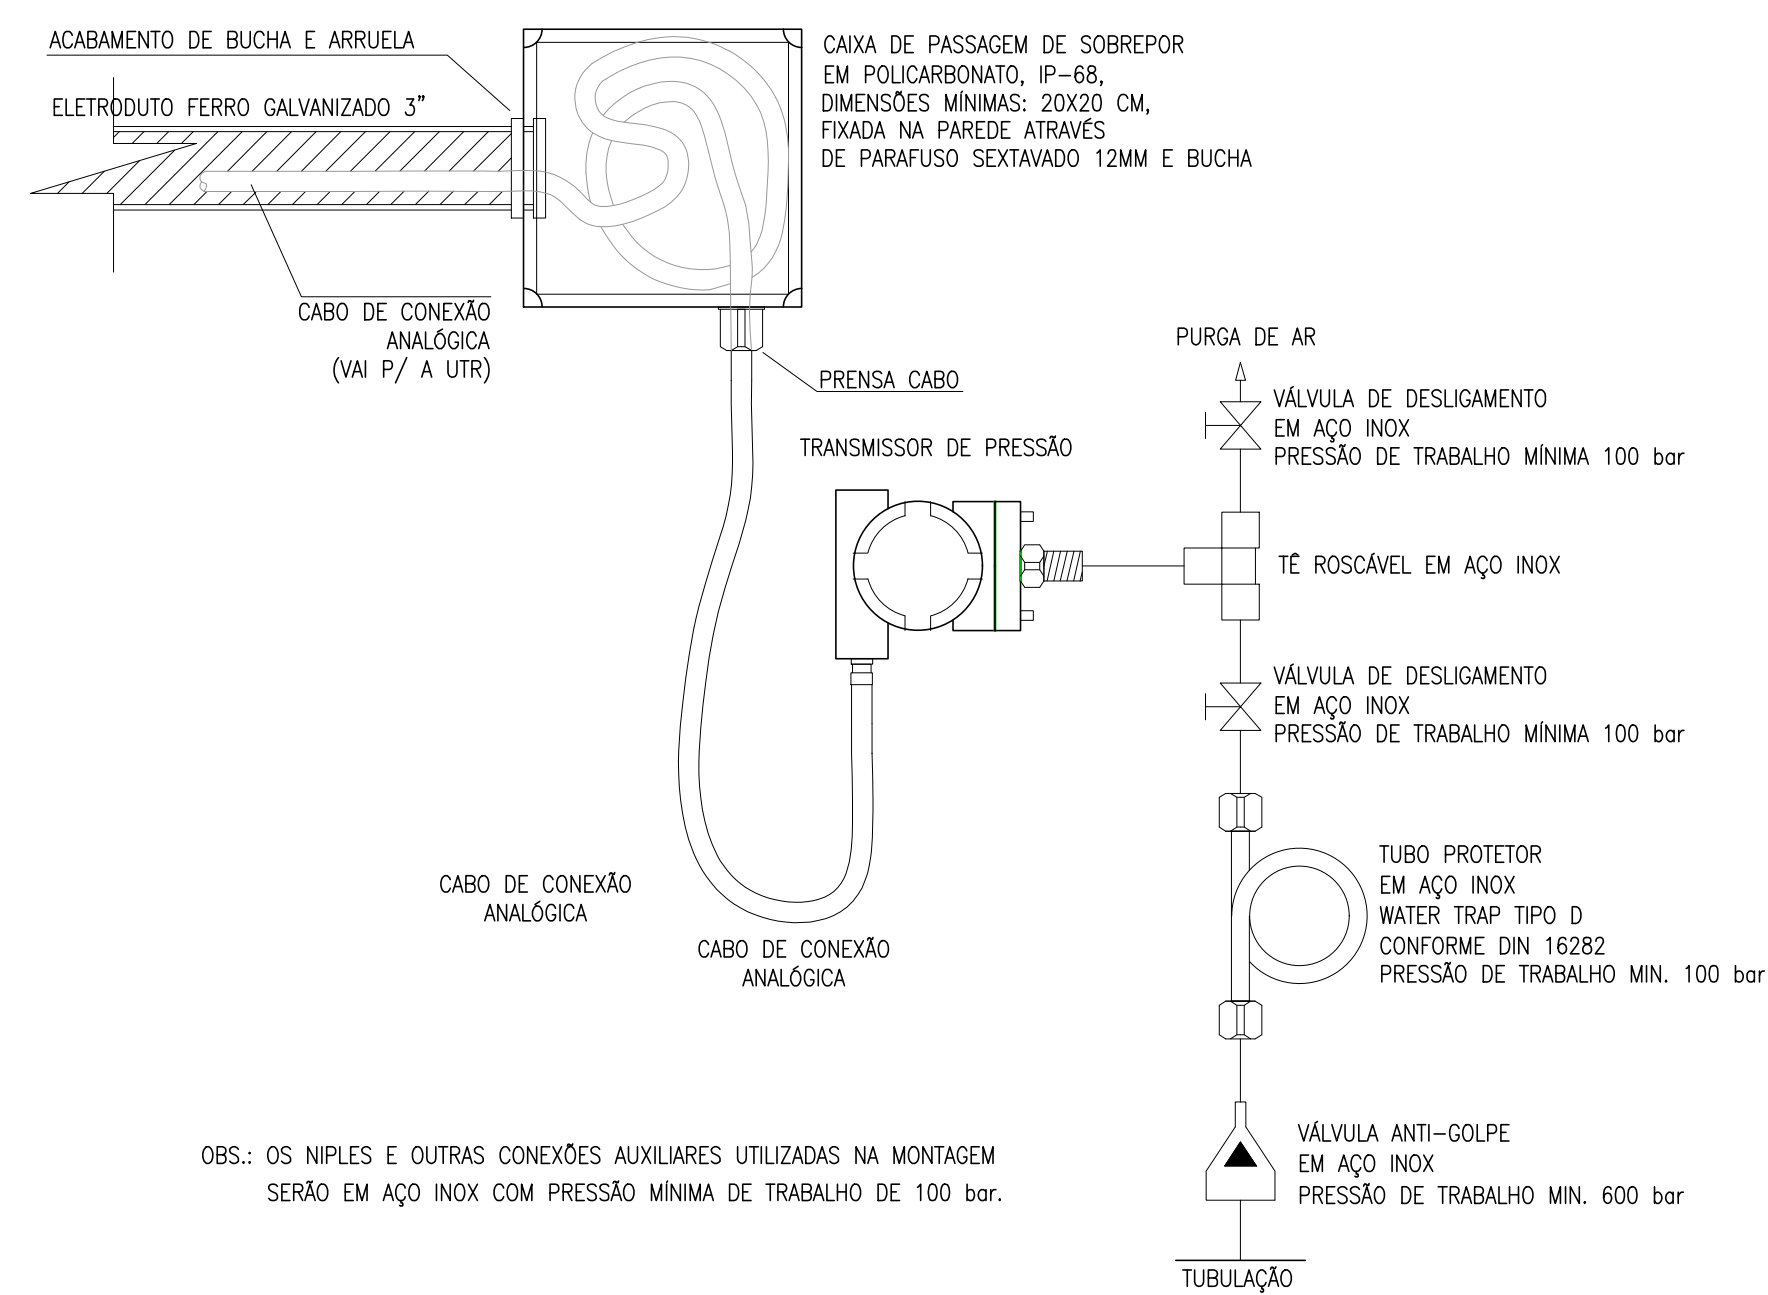 ACABAMENTO DE BUCHA E ARRUELA
ELETRODUTO FERRO GALVANIZADO 3"
CAIXA DE PASSAGEM DE SOBREPOR
EM POLICARBONATO, IP-68,
DIMENSÕES MÍNIMAS: 20X20 CM,
FIXADA NA PAREDE ATRAVÉS
DE PARAFUSO SEXTAVADO 12MM E BUCHA
CABO DE CONEXÃO
ANALÓGICA
(VAI P/ A UTR)
PRENSA CABO
PURGA DE AR
VÁLVULA DE DESLIGAMENTO
EM AÇO INOX
PRESSÃO DE TRABALHO MÍNIMA 100 bar
TRANSMISSOR DE PRESSÃO
TÊ ROSCÁVEL EM AÇO INOX
VÁLVULA DE DESLIGAMENTO
EM AÇO INOX
PRESSÃO DE TRABALHO MÍNIMA 100 bar
TUBO PROTETOR
EM AÇO INOX
WATER TRAP TIPO D
CONFORME DIN 16282
PRESSÃO DE TRABALHO MIN. 100 bar
CABO DE CONEXÃO
ANALÓGICA
CABO DE CONEXÃO
ANALÓGICA
VÁLVULA ANTI-GOLPE
EM AÇO INOX
PRESSÃO DE TRABALHO MIN. 600 bar
OBS.: OS NIPLES E OUTRAS CONEXÕES AUXILIARES UTILIZADAS NA MONTAGEM
SERÃO EM AÇO INOX COM PRESSÃO MÍNIMA DE TRABALHO DE 100 bar.
TUBULAÇÃO